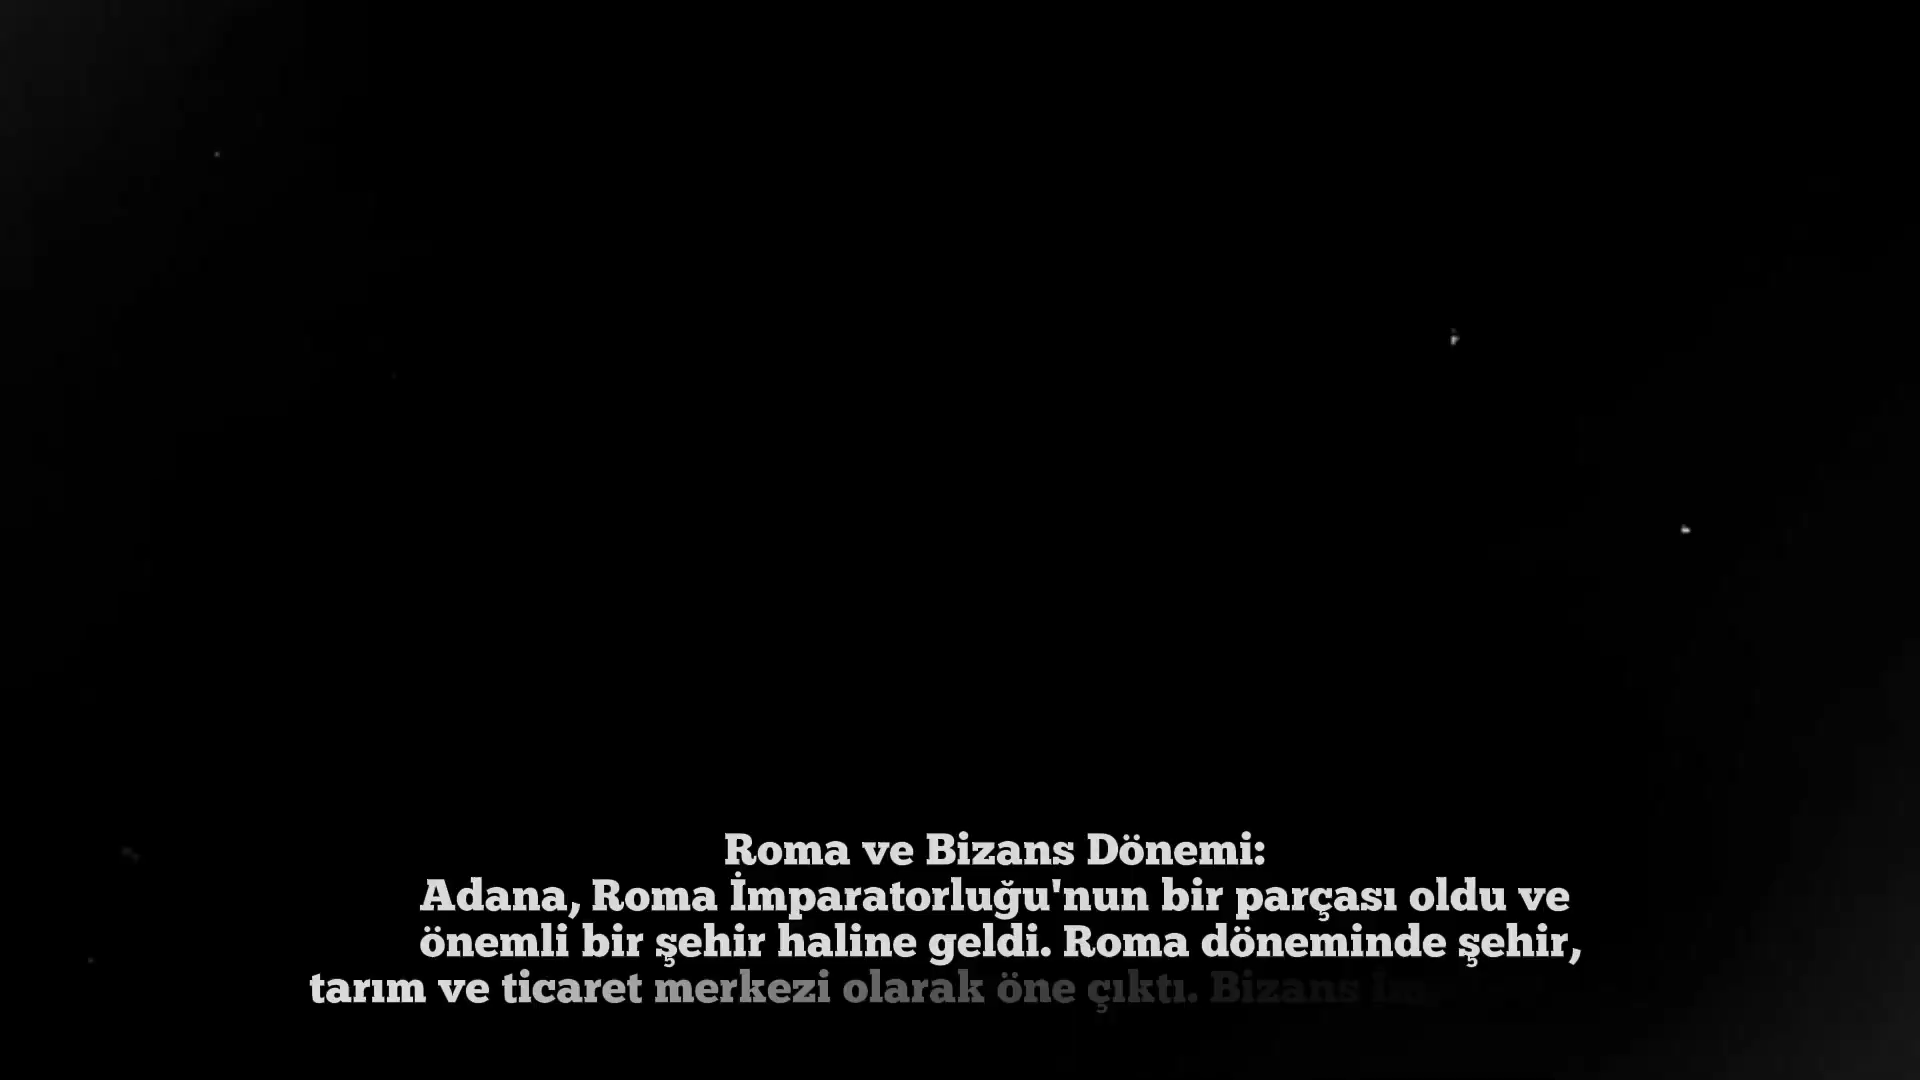 Roma ve Bizans Dönemi:
Adana, Roma İmparatorluğu'nun bir parçası oldu ve
önemli bir şehir haline geldi. Roma döneminde şehir,
tarım ve ticaret merkezi olarak öne çıktı. Bizans